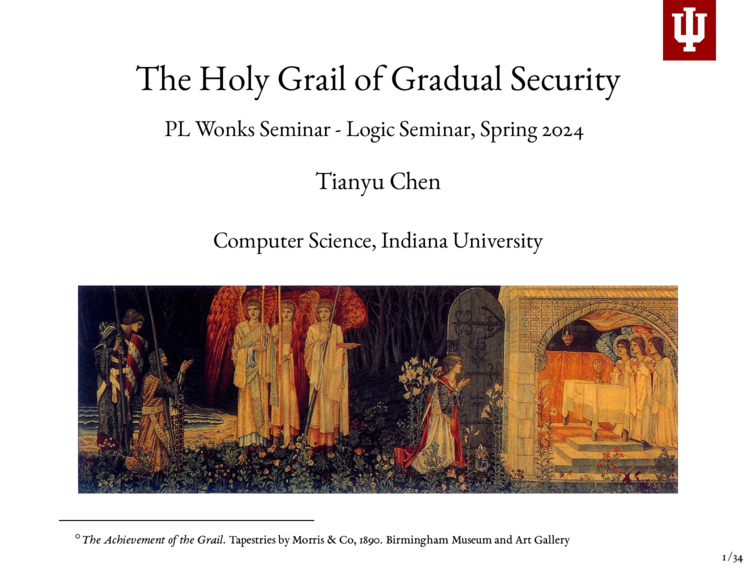 The Holy Grail of Gradual Security
PL Wonks Seminar - Logic Seminar, Spring 2024
Tianyu Chen
Computer Science, Indiana University
0 The Achievement of the Grail. Tapestries by Morris & Co, 1890. Birmingham Museum and Art Gallery
1 / 34